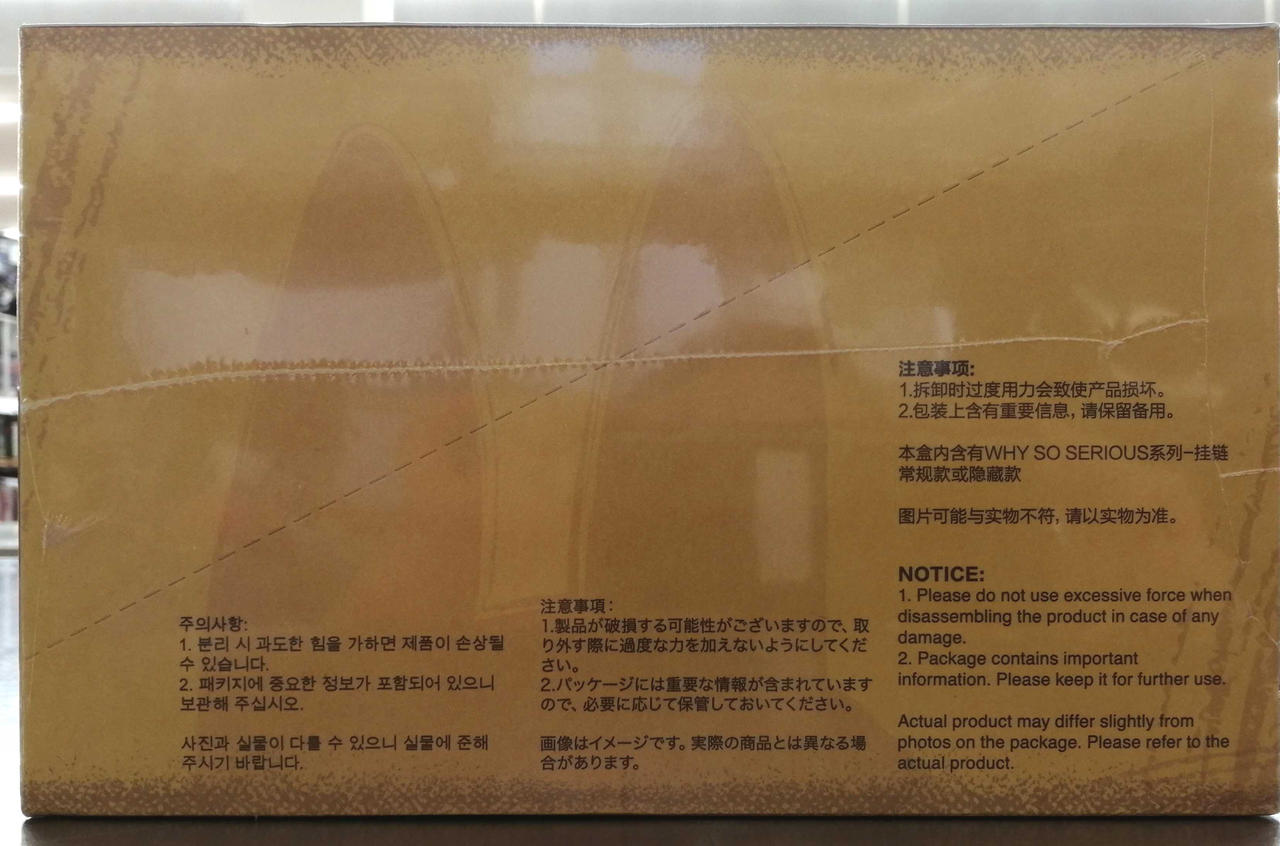 注意事项:
1.拆卸时过度用力会致使产品损坏。
2.包装上含有重要信息, 请保留备用。
本盒内含有WHY SO SERIOUS系列-挂链
常规款或隐藏款
图片可能与实物不符, 请以实物为准。
NOTICE:
1. Please do not use excessive force when
disassembling the product in case of any
damage.
2. Package contains important
information. Please keep it for further use.
Actual product may differ slightly from
photos on the package. Please refer to the
actual product.
注意事項:
1.製品が破損する可能性がございますので、取
り外す際に過度な力を加えないようにしてくだ
さい。
2.パッケージには重要な情報が含まれています
ので、必要に応じて保管しておいてください。
画像はイメージです。実際の商品とは異なる場
合があります。
주의사항:
1. 분리 시 과도한 힘을 가하면 제품이 손상될
수 있습니다.
2. 패키지에 중요한 정보가 포함되어 있으니
보관해 주십시오.
사진과 실물이 다를 수 있으니 실물에 준해
주시기 바랍니다.